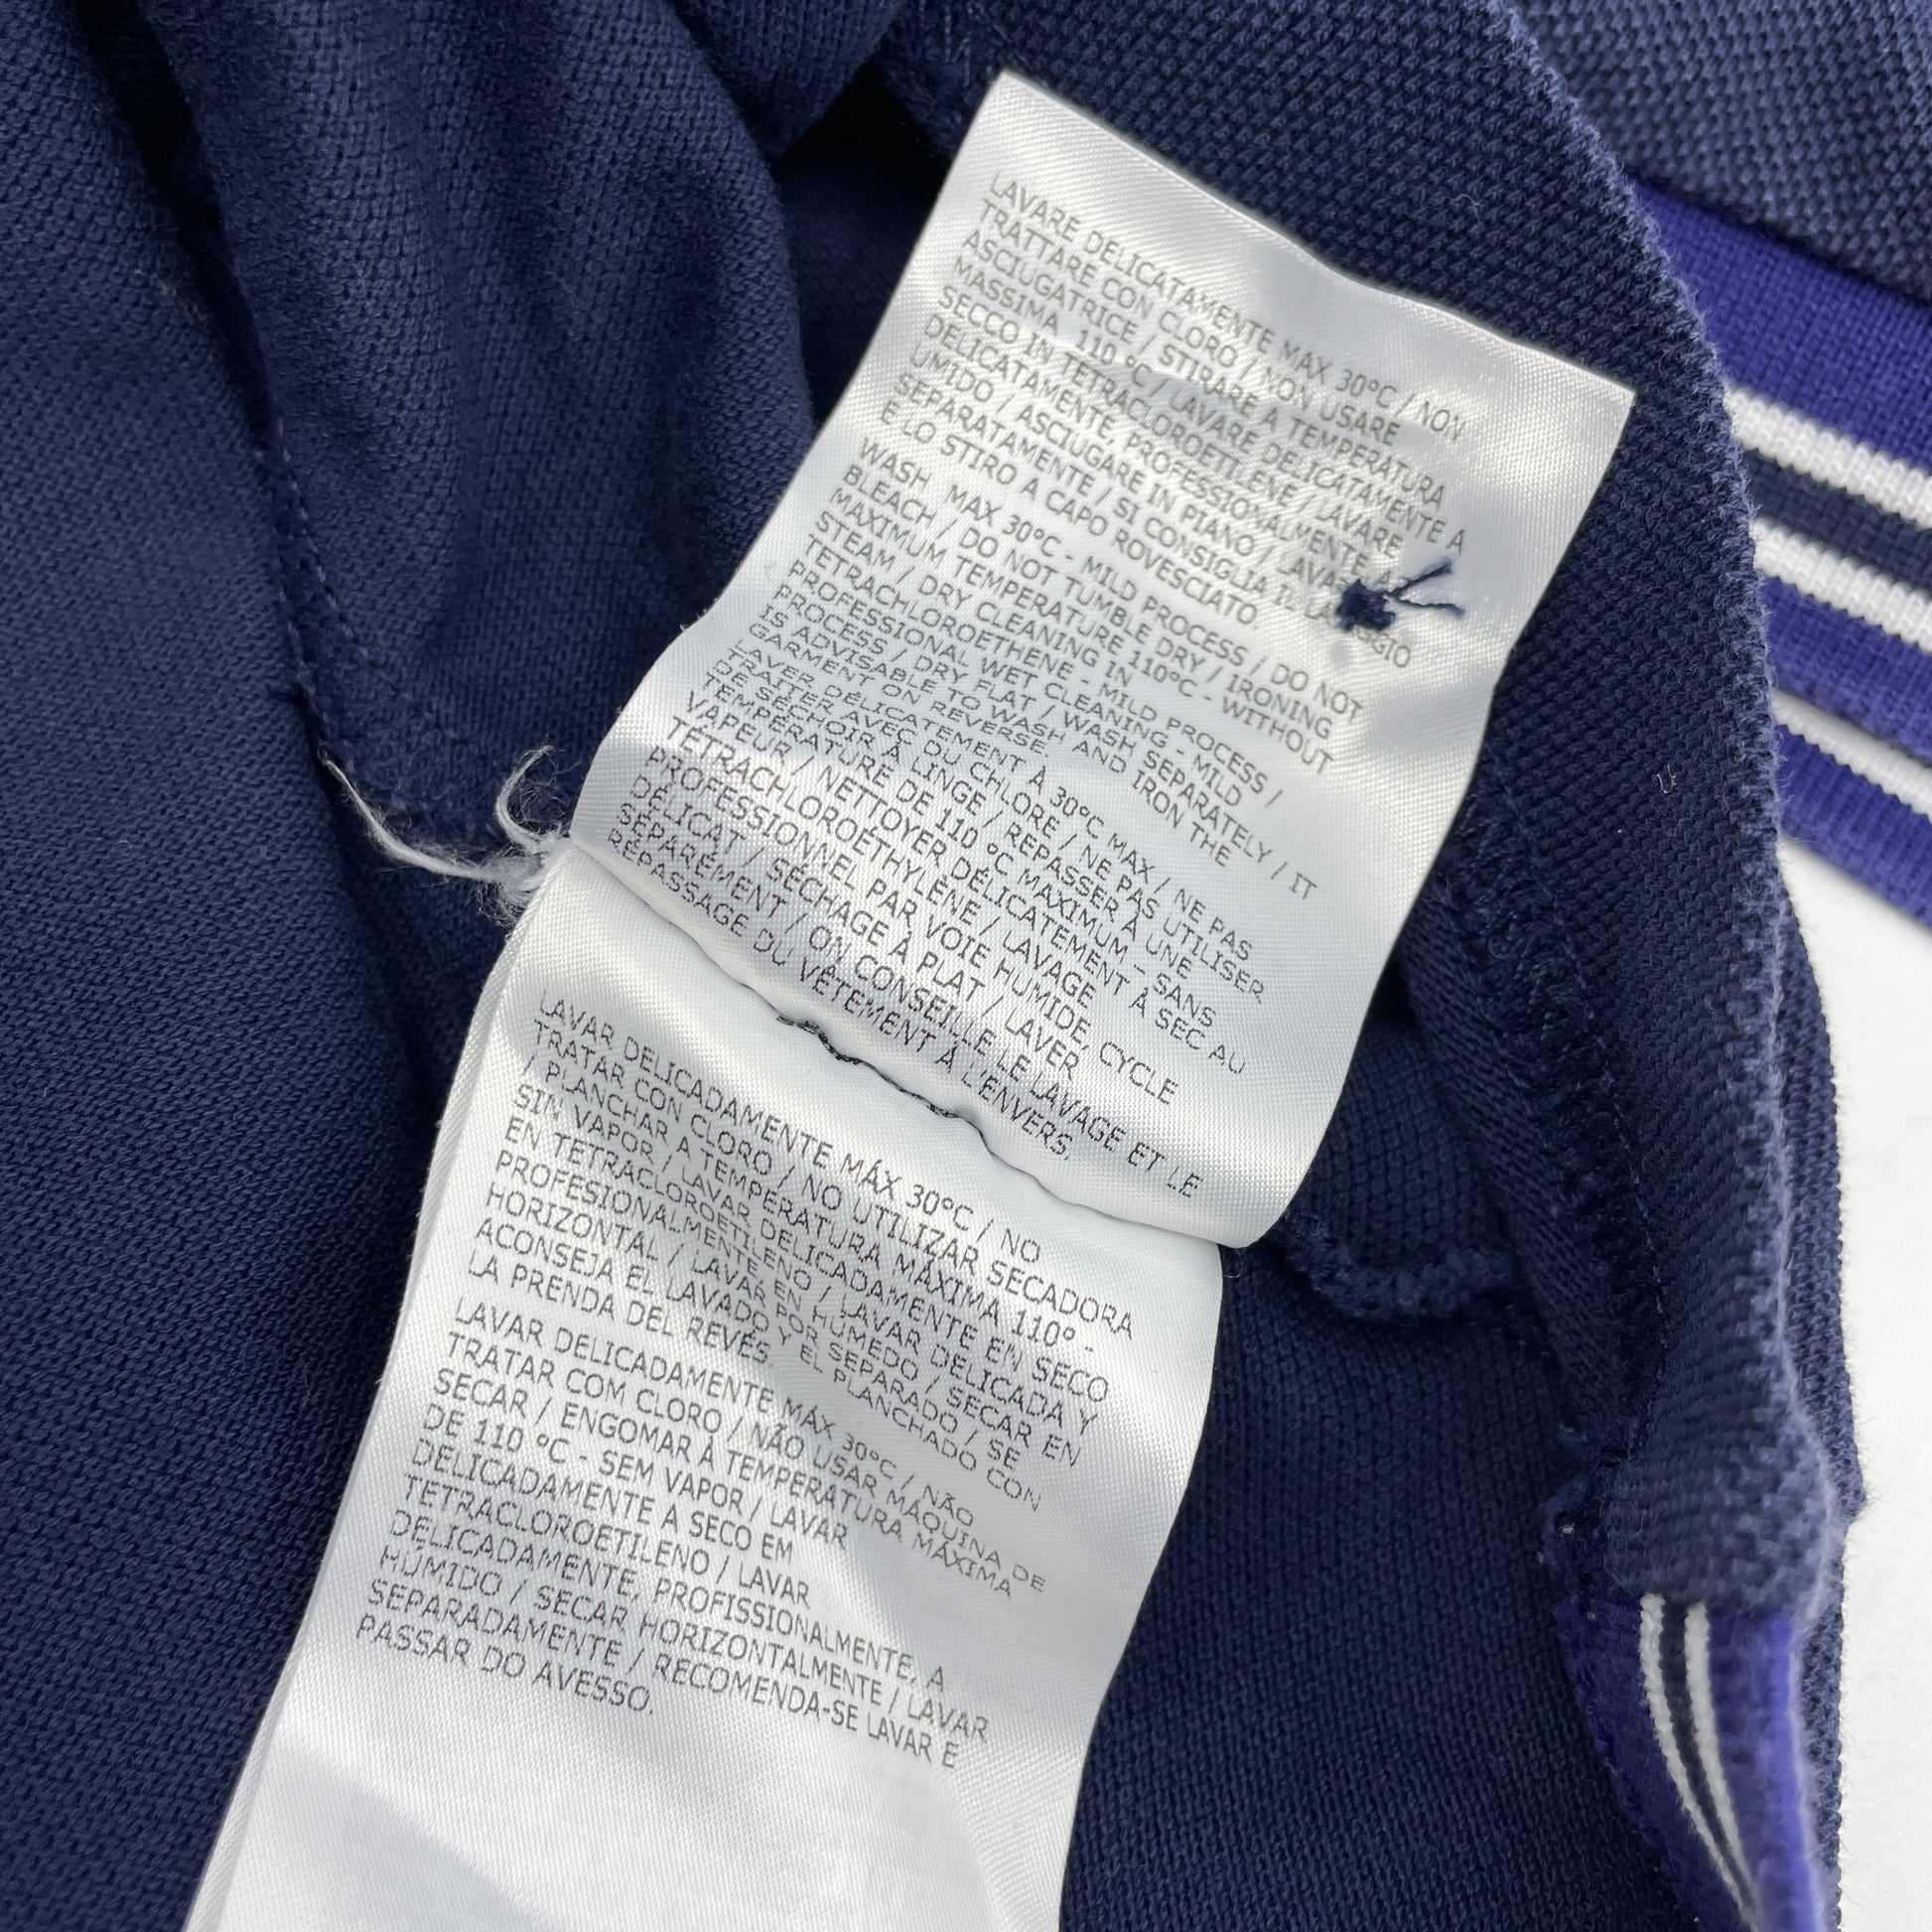 LAVARE DELICATAMENTE MAX 30°C / NON
TRATTARE CON CLORO / NON USARE
ASCIUGATRICE / STIRARE A TEMPERATURA
MASSIMA 110 °C / LAVARE DELICATAMENTE A
SECCO IN TETRACLOROETILENE / LAVARE
DELICATAMENTE, PROFESSIONALMENTE AD
UMIDO / ASCIUGARE IN PIANO / LAVARE
SEPARATAMENTE / SI CONSIGLIA IL LAVAGGIO
E LO STIRO A CAPO ROVESCIATO.
WASH MAX 30°C - MILD PROCESS / DO NOT
BLEACH / DO NOT TUMBLE DRY / IRONING
MAXIMUM TEMPERATURE 110°C - WITHOUT
STEAM / DRY CLEANING IN
TETRACHLOROETHENE - MILD PROCESS /
PROFESSIONAL WET CLEANING - MILD
PROCESS / DRY FLAT / WASH SEPARATELY / IT
IS ADVISABLE TO WASH AND IRON THE
GARMENT ON REVERSE.
LAVER DÉLICATEMENT À 30°C MAX / NE PAS
TRAITER AVEC DU CHLORE / NE PAS UTILISER
DE SÉCHOIR À LINGE / REPASSER À UNE
TEMPÉRATURE DE 110 °C MAXIMUM - SANS
VAPEUR / NETTOYER DÉLICATEMENT À SEC AU
TÉTRACHLOROÉTHYLÈNE / LAVAGE
PROFESSIONNEL PAR VOIE HUMIDE, CYCLE
DÉLICAT / SÉCHAGE À PLAT / LAVER
SÉPARÉMENT / ON CONSEILLE LE LAVAGE ET LE
REPASSAGE DU VÊTEMENT À L'ENVERS.
LAVAR DELICADAMENTE MÁX 30°C / NO
TRATAR CON CLORO / NO UTILIZAR SECADORA
/ PLANCHAR A TEMPERATURA MÁXIMA 110° -
SIN VAPOR / LAVAR DELICADAMENTE EN SECO
EN TETRACLOROETILENO / LAVAR DELICADA Y
PROFESIONALMENTE EN HÚMEDO / SECAR EN
HORIZONTAL / LAVAR POR SEPARADO / SE
ACONSEJA EL LAVADO Y EL PLANCHADO CON
LA PRENDA DEL REVÉS.
LAVAR DELICADAMENTE MÁX 30°C / NÃO
TRATAR COM CLORO / NÃO USAR MÁQUINA DE
SECAR / ENGOMAR À TEMPERATURA MÁXIMA
DE 110 °C - SEM VAPOR / LAVAR
DELICADAMENTE A SECO EM
TETRACLOROETILENO / LAVAR
DELICADAMENTE, PROFISSIONALMENTE, A
HÚMIDO / SECAR HORIZONTALMENTE / LAVAR
SEPARADAMENTE / RECOMENDA-SE LAVAR E
PASSAR DO AVESSO.